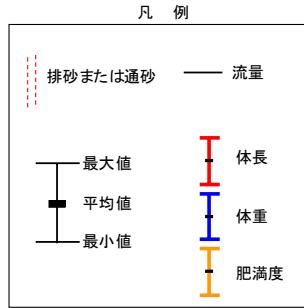 凡 例
排砂または通砂
流量
最大値
平均値
最小値
体長
体重
肥満度